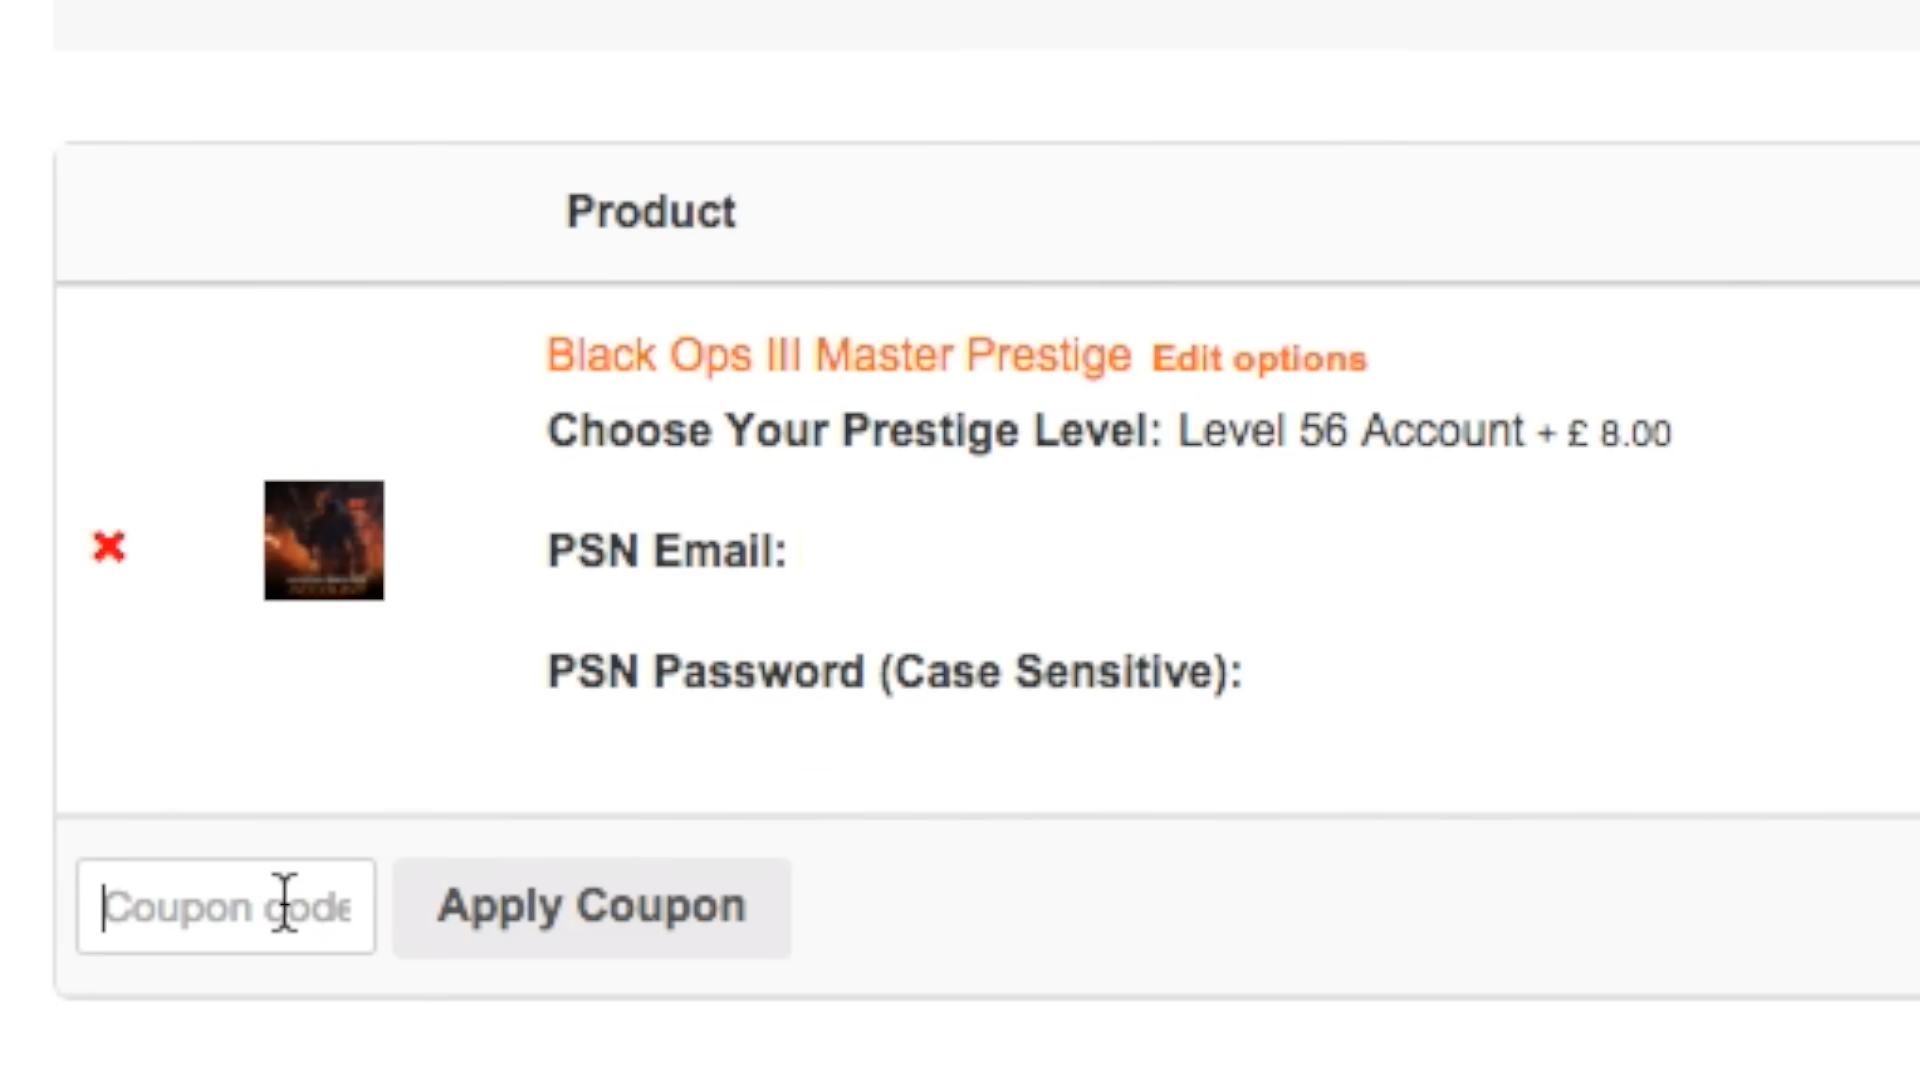 Product
Black Ops III Master Prestige Edit options
Choose Your Prestige Level: Level 56 Account + £ 8.00
PSN Email:
PSN Password (Case Sensitive):
Coupon code Apply Coupon